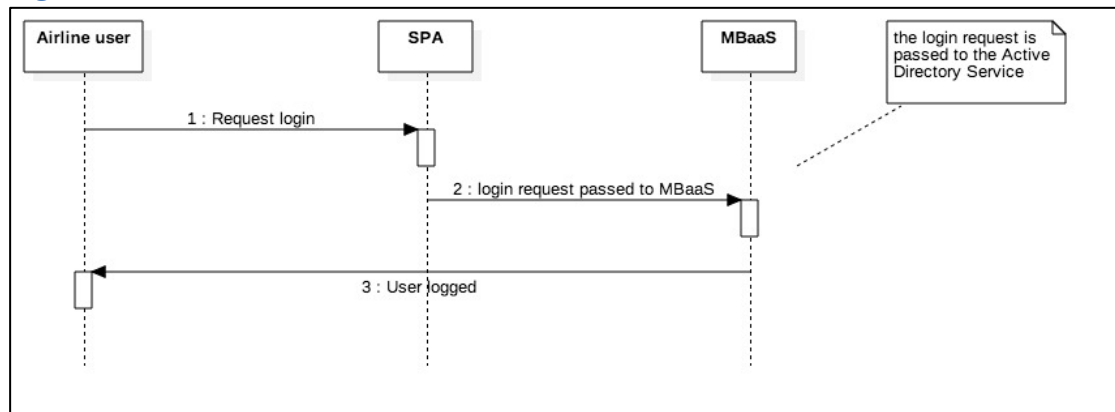 Airline user
SPA
MBaaS
the login request is
passed to the Active
Directory Service
1 : Request login
2 : login request passed to MBaaS
3 : User logged